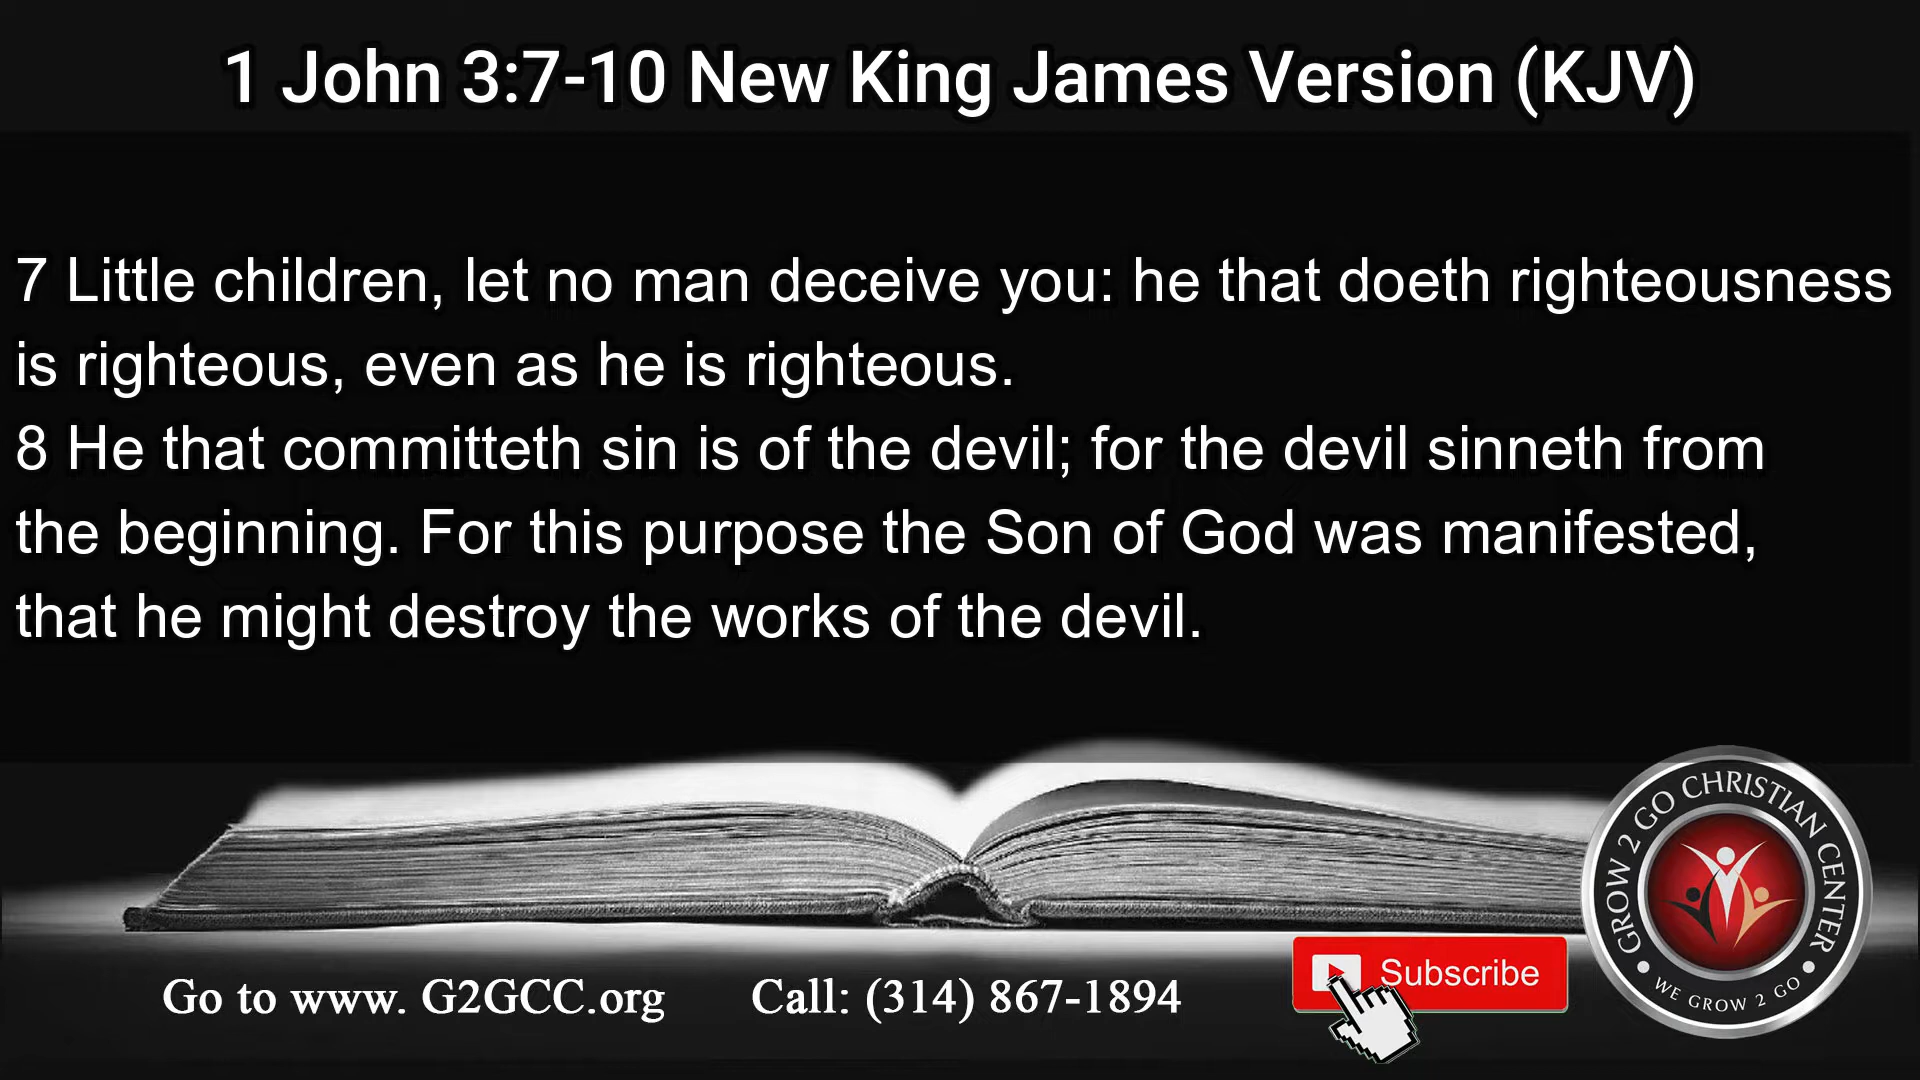 1 John 3:7-10 New King James Version (KJV)
7 Little children, let no man deceive you: he that doeth righteousness
is righteous, even as he is righteous.
8 He that committeth sin is of the devil; for the devil sinneth from
the beginning. For this purpose the Son of God was manifested,
that he might destroy the works of the devil.
GROW 2 GO CHRISTIAN CENTER
WE GROW 2 GO
Subscribe
Go to www. G2GCC.org Call: (314) 867-1894